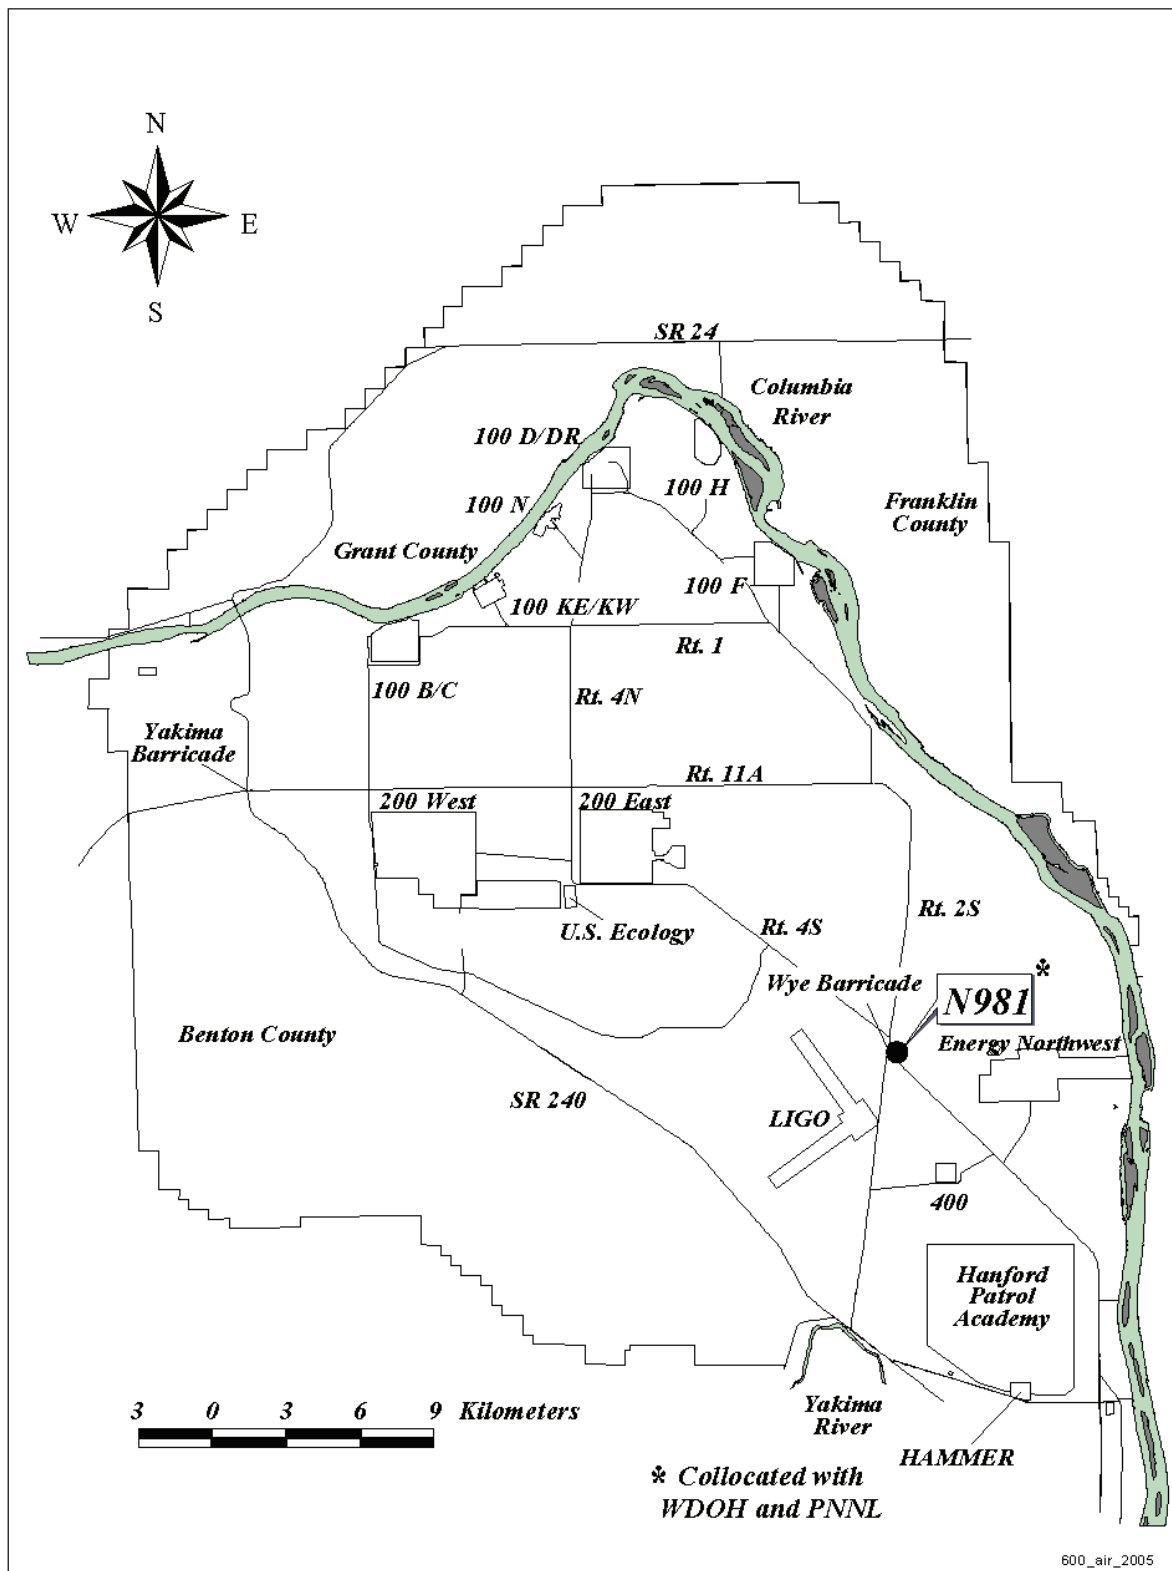 N
W
E
S
SR 24
Columbia
River
100 D/DR
100 H
100 N
Franklin
County
Grant County
100 F
100 KE/KW
Rt. 1
100 B/C
Rt. 4N
Yakima
Barricade
Rt. 11A
200 West
200 East
Rt. 2S
U.S. Ecology
Rt. 4S
*
Wye Barricade
N981
Benton County
Energy Northwest
SR 240
LIGO
400
Hanford
Patrol
Academy
3 0 3 6 9 Kilometers
Yakima
River
HAMMER
* Collocated with
WDOH and PNNL
600_air_2005